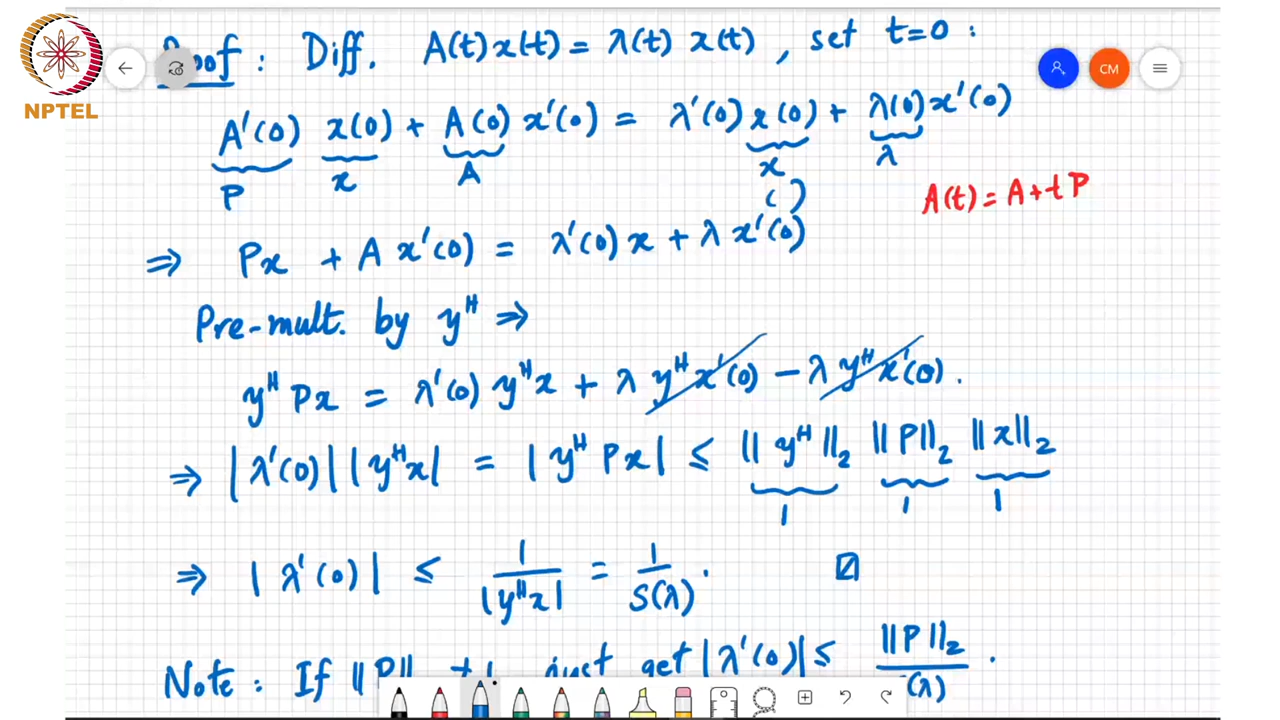 Proof : Diff. A(t)x(t) = λ(t) x(t) , set t=0 :
NPTEL
CM
A'(0) x(0) + A(0) x'(0) = λ'(0) x(0) + λ(0) x'(0)
P x A x λ
( )
A(t) = A + t P
⇒ Px + A x'(0) = λ'(0) x + λ x'(0)
Pre-mult. by y^H ⇒
y^H Px = λ'(0) y^H x + λ y^H x'(0) - λ y^H x'(0).
⇒ |λ'(0)| |y^H x| = | y^H Px | ≤ || y^H ||_2 || P ||_2 || x ||_2
1 1 1
⇒ | λ'(0) | ≤ 1/|y^H x| = 1/S(λ) .
Note : If || P || ≠ 1, just get |λ'(0)| ≤ || P ||_2 / (λ) .